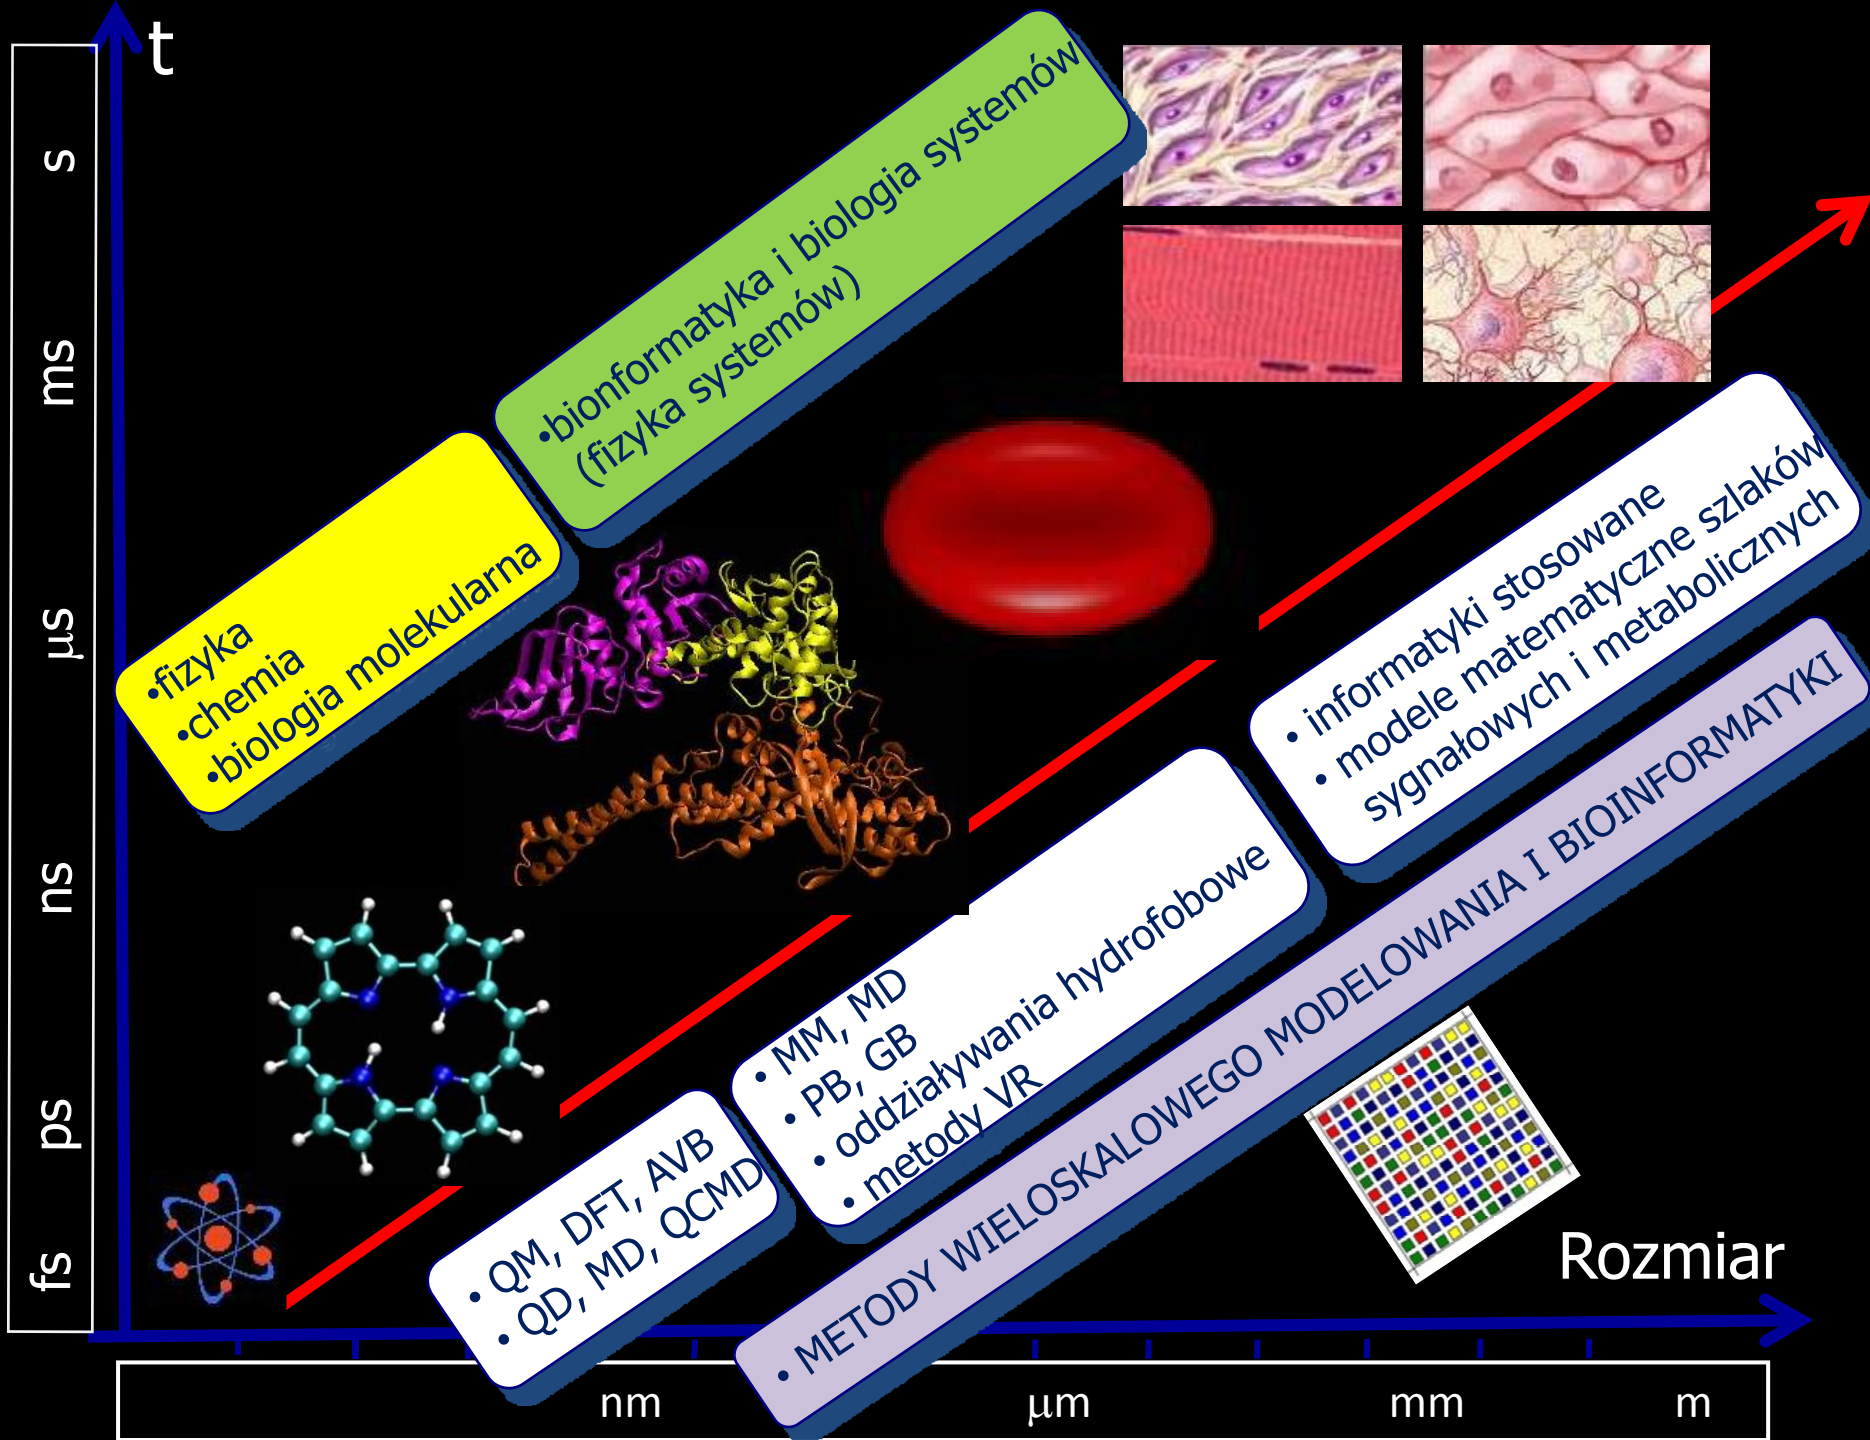 t
s
ms
μs
ns
ps
fs
•bionformatyka i biologia systemów
(fizyka systemów)
•fizyka
•chemia
•biologia molekularna
• informatyki stosowane
• modele matematyczne szlaków
sygnałowych i metabolicznych
• MM, MD
• PB, GB
• oddziaływania hydrofobowe
• metody VR
• QM, DFT, AVB
• QD, MD, QCMD
• METODY WIELOSKALOWEGO MODELOWANIA I BIOINFORMATYKI
Rozmiar
nm
μm
mm
m